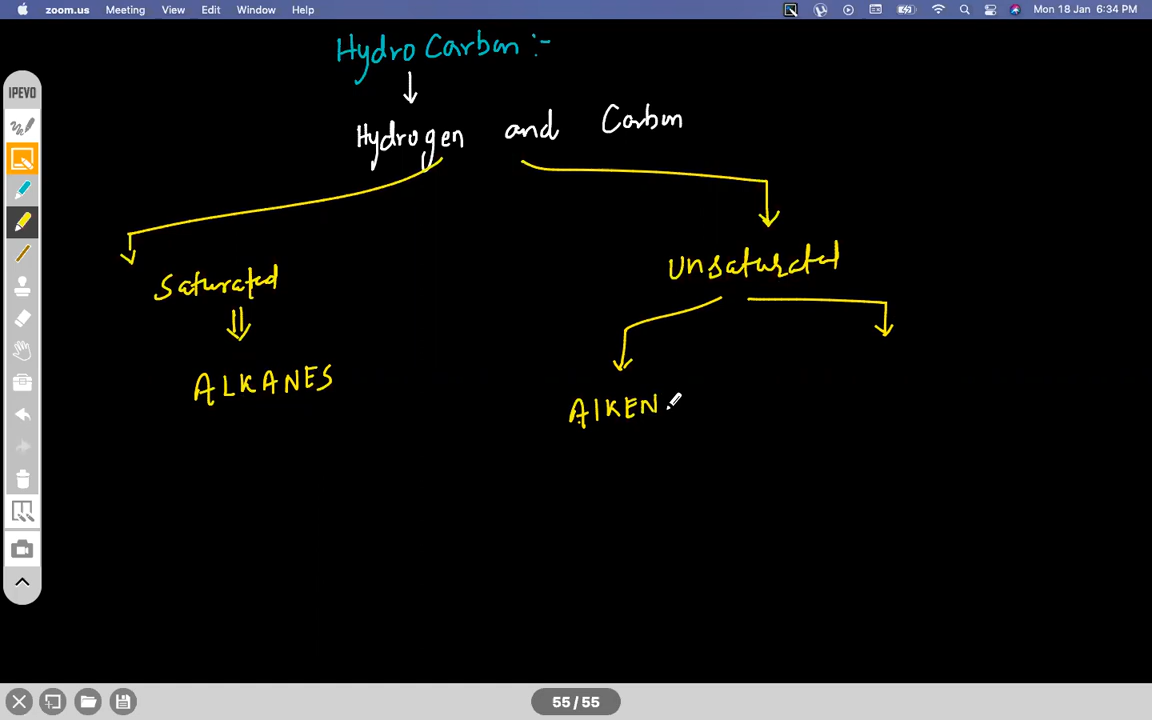 zoom.us Meeting View Edit Window Help Mon 18 Jan 6:34 PM
IPEVO
Hydro Carbon :-
Hydrogen and Carbon
Saturated Unsaturated
ALKANES
AlKEN
55 / 55